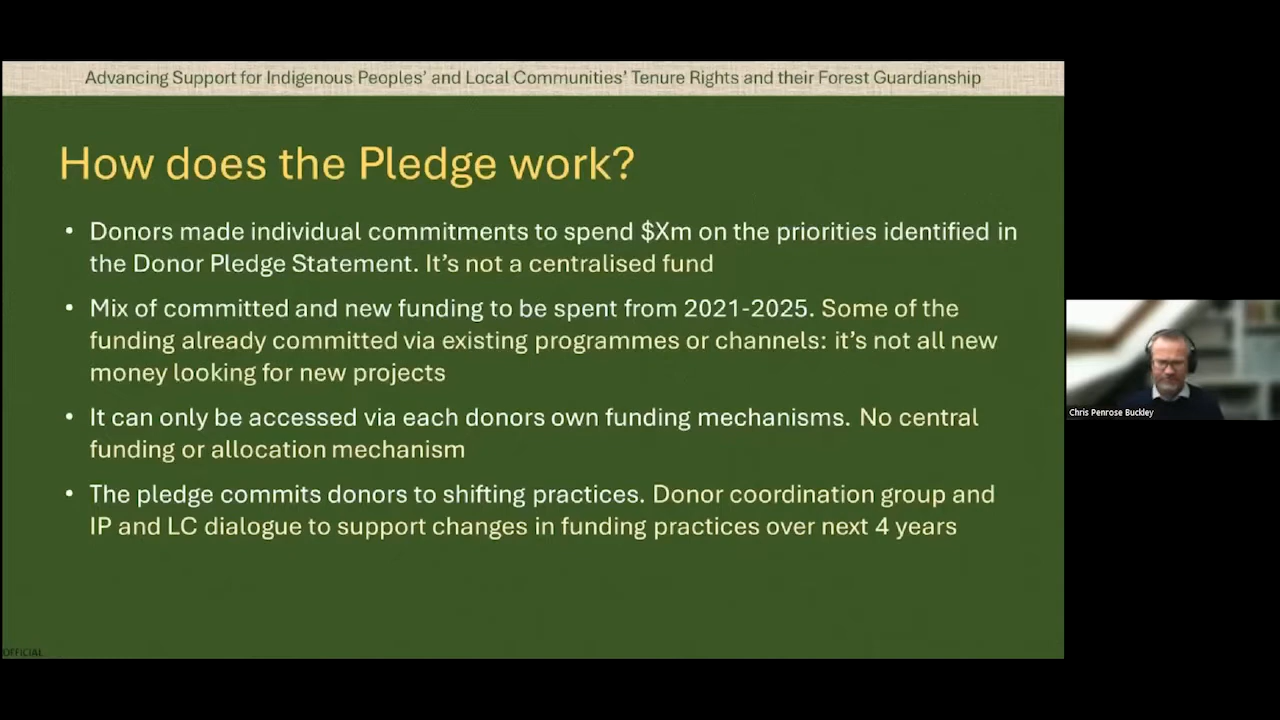 Advancing Support for Indigenous Peoples’ and Local Communities’ Tenure Rights and their Forest Guardianship
How does the Pledge work?
• Donors made individual commitments to spend $Xm on the priorities identified in
the Donor Pledge Statement. It’s not a centralised fund
• Mix of committed and new funding to be spent from 2021-2025. Some of the
funding already committed via existing programmes or channels: it’s not all new
money looking for new projects
• It can only be accessed via each donors own funding mechanisms. No central
funding or allocation mechanism
• The pledge commits donors to shifting practices. Donor coordination group and
IP and LC dialogue to support changes in funding practices over next 4 years
OFFICIAL
Chris Penrose Buckley